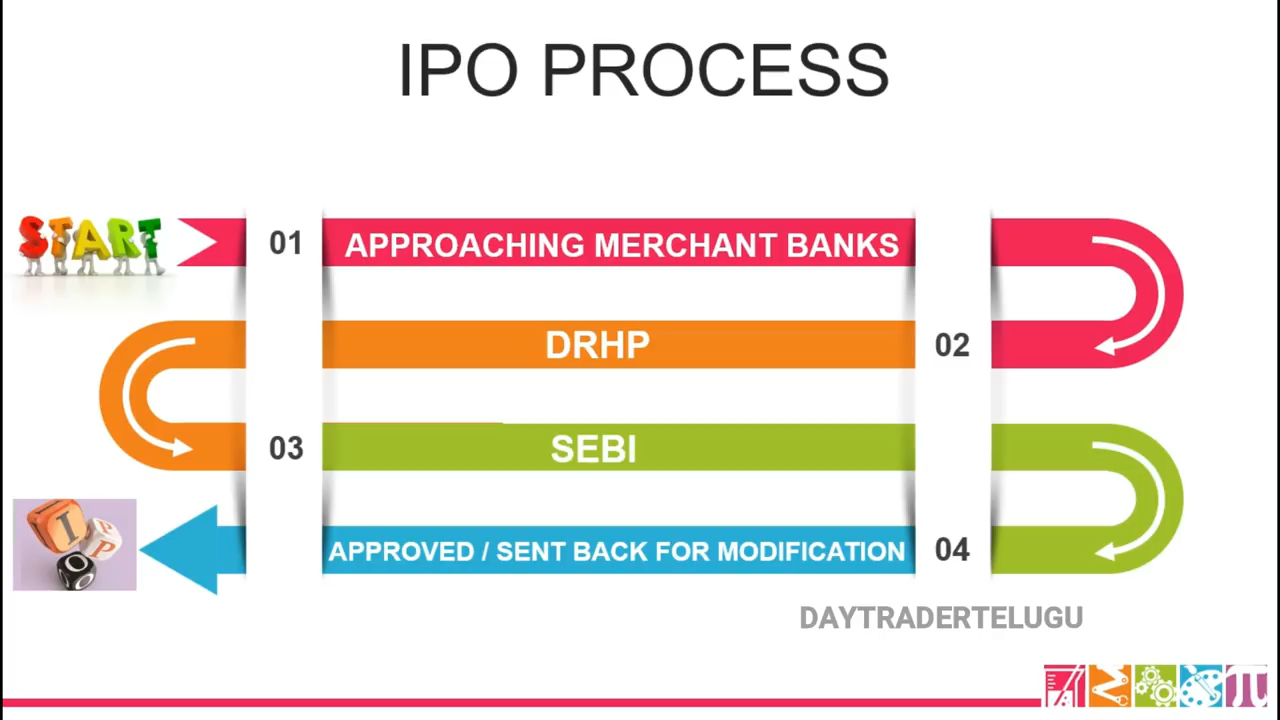 IPO PROCESS
START
01
APPROACHING MERCHANT BANKS
DRHP
02
03
SEBI
APPROVED / SENT BACK FOR MODIFICATION
04
I
P
O
DAYTRADERTELUGU
π